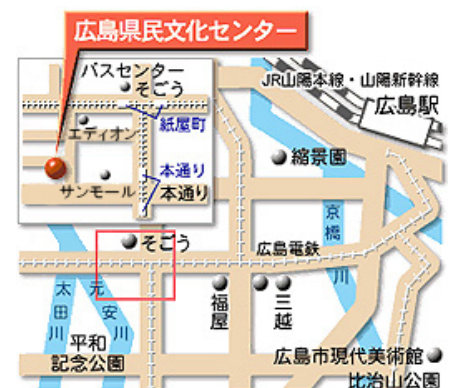 広島県民文化センター
バスセンター
そごう
紙屋町
エディオン
本通り
本通り
サンモール
JR山陽本線・山陽新幹線
広島駅
縮景園
京橋川
そごう
広島電鉄
太田川
元安川
平和
記念公園
福屋
三越
広島市現代美術館
比治山公園